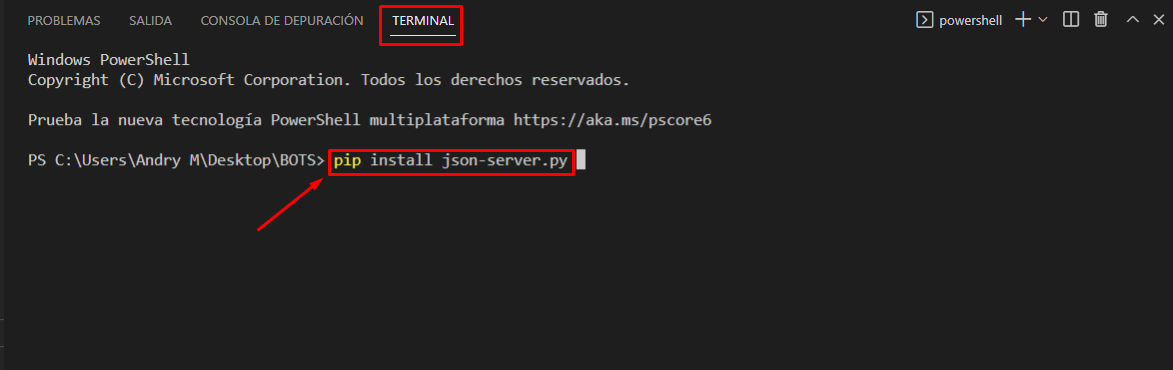 PROBLEMAS SALIDA CONSOLA DE DEPURACIÓN TERMINAL powershell
Windows PowerShell
Copyright (C) Microsoft Corporation. Todos los derechos reservados.
Prueba la nueva tecnología PowerShell multiplataforma https://aka.ms/pscore6
PS C:\Users\Andry M\Desktop\BOTS> pip install json-server.py